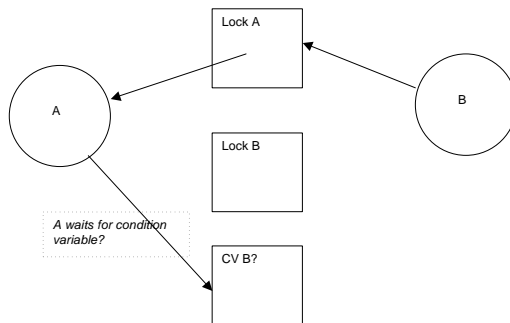 Lock A
A
B
Lock B
A waits for condition
variable?
CV B?